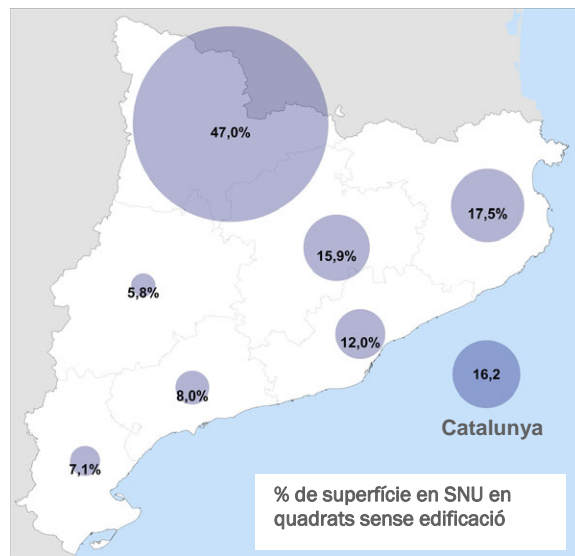 47,0%
17,5%
15,9%
5,8%
12,0%
16,2
8,0%
Catalunya
7,1%
% de superfície en SNU en
quadrats sense edificació